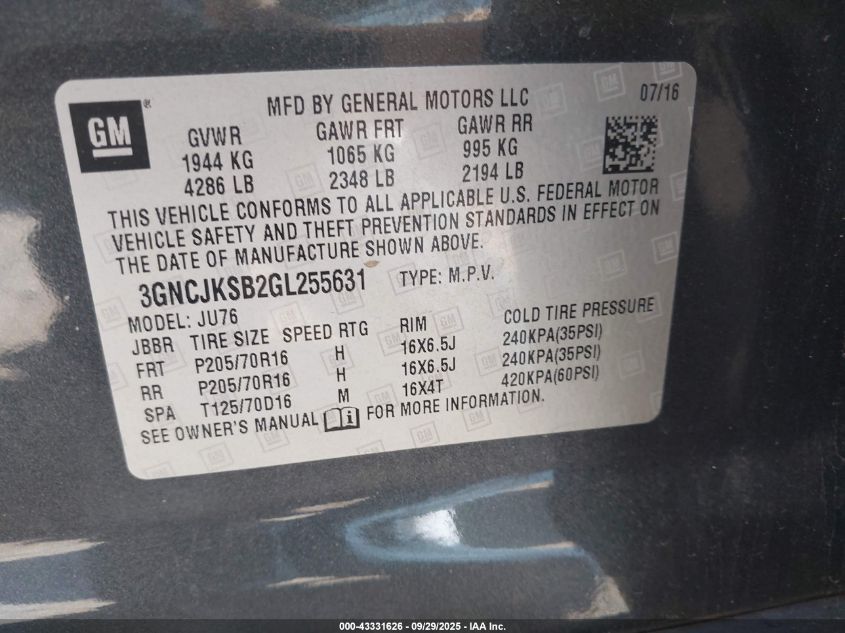 GM ® MFD BY GENERAL MOTORS LLC 07/16
GVWR GAWR FRT GAWR RR
1944 KG 1065 KG 995 KG
4286 LB 2348 LB 2194 LB
THIS VEHICLE CONFORMS TO ALL APPLICABLE U.S. FEDERAL MOTOR
VEHICLE SAFETY AND THEFT PREVENTION STANDARDS IN EFFECT ON
THE DATE OF MANUFACTURE SHOWN ABOVE.
3GNCJKSB2GL255631 TYPE: M.P.V.
MODEL: JU76
JBBR TIRE SIZE SPEED RTG RIM COLD TIRE PRESSURE
FRT P205/70R16 H 16X6.5J 240KPA(35PSI)
RR P205/70R16 H 16X6.5J 240KPA(35PSI)
SPA T125/70D16 M 16X4T 420KPA(60PSI)
SEE OWNER'S MANUAL FOR MORE INFORMATION.
000-43331626 - 09/29/2025 - IAA Inc.